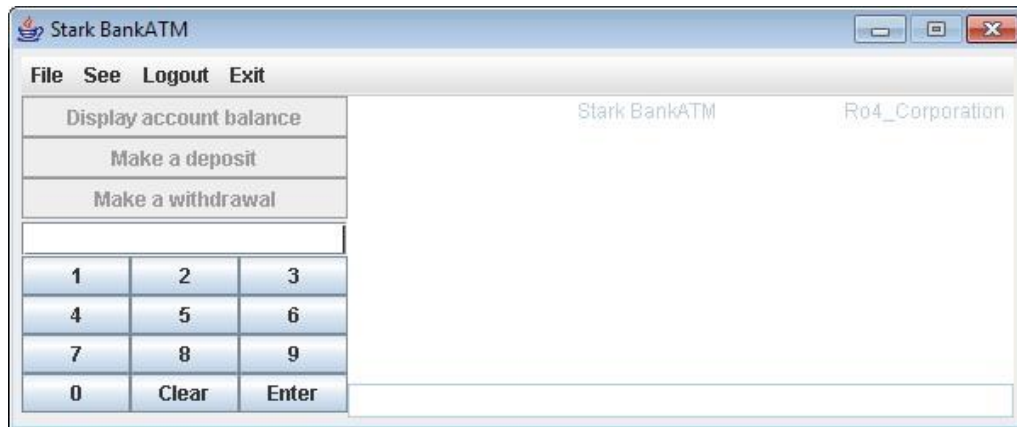 Stark BankATM
File See Logout Exit
Display account balance
Make a deposit
Make a withdrawal
Stark BankATM Ro4_Corporation
1 2 3
4 5 6
7 8 9
0 Clear Enter